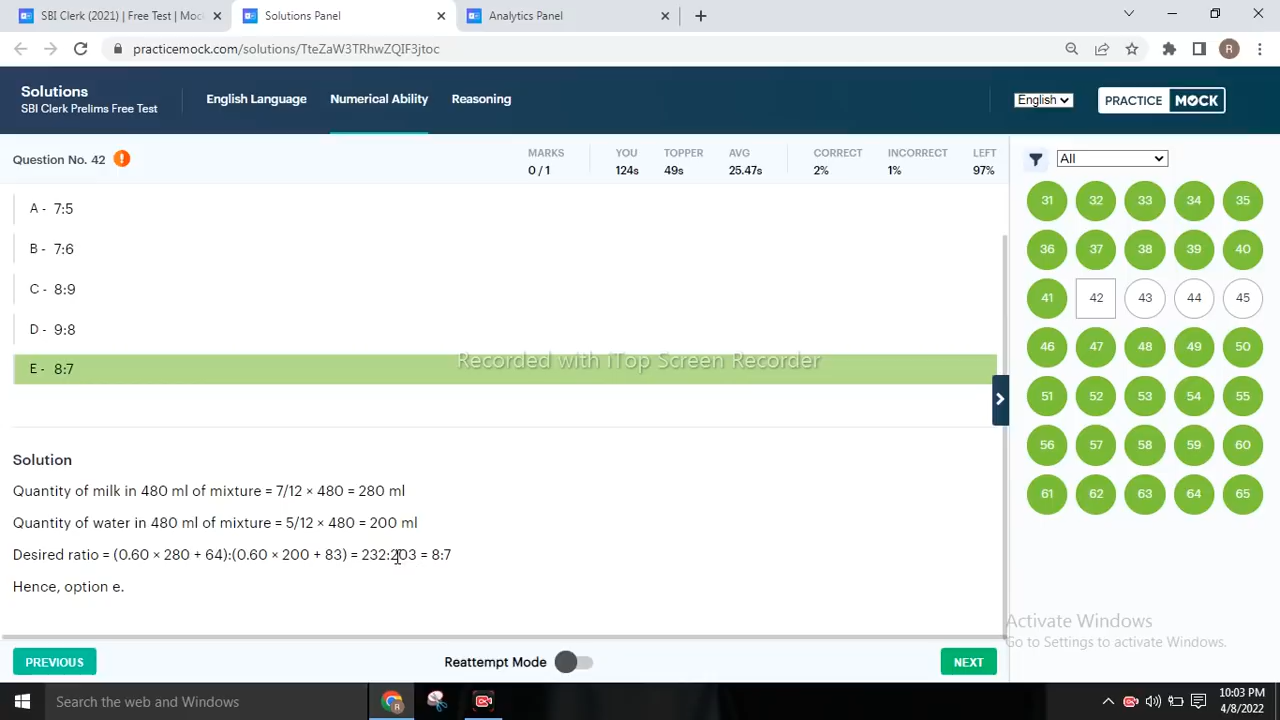 SBI Clerk (2021) | Free Test | Mock
Solutions Panel
Analytics Panel
practicemock.com/solutions/TteZaW3TRhwZQIF3jtoc
R
Solutions
SBI Clerk Prelims Free Test
English Language
Numerical Ability
Reasoning
English
PRACTICE MOCK
Question No. 42
MARKS
0 / 1
YOU
124s
TOPPER
49s
AVG
25.47s
CORRECT
2%
INCORRECT
1%
LEFT
97%
All
A - 7:5
B - 7:6
C - 8:9
D - 9:8
E - 8:7
Recorded with iTop Screen Recorder
31 32 33 34 35
36 37 38 39 40
41 42 43 44 45
46 47 48 49 50
51 52 53 54 55
56 57 58 59 60
61 62 63 64 65
Solution
Quantity of milk in 480 ml of mixture = 7/12 × 480 = 280 ml
Quantity of water in 480 ml of mixture = 5/12 × 480 = 200 ml
Desired ratio = (0.60 × 280 + 64):(0.60 × 200 + 83) = 232:203 = 8:7
Hence, option e.
Activate Windows
Go to Settings to activate Windows.
PREVIOUS
Reattempt Mode
NEXT
Search the web and Windows
10:03 PM
4/8/2022